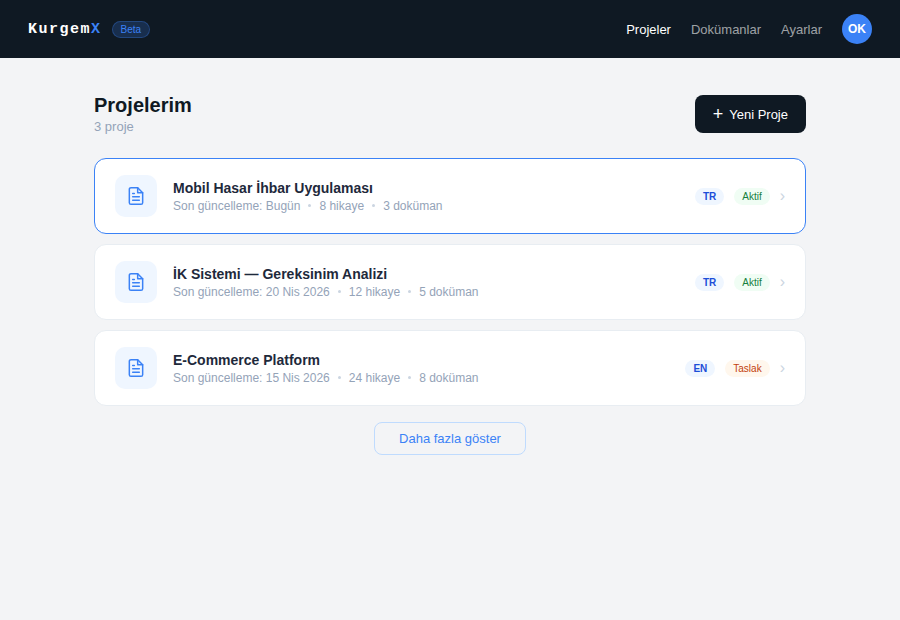 KurgemX Beta Projeler Dokümanlar Ayarlar OK
Projelerim
3 proje
+ Yeni Proje
Mobil Hasar İhbar Uygulaması
Son güncelleme: Bugün • 8 hikaye • 3 doküman
TR Aktif ›
İK Sistemi — Gereksinim Analizi
Son güncelleme: 20 Nis 2026 • 12 hikaye • 5 doküman
TR Aktif ›
E-Commerce Platform
Son güncelleme: 15 Nis 2026 • 24 hikaye • 8 doküman
EN Taslak ›
Daha fazla göster